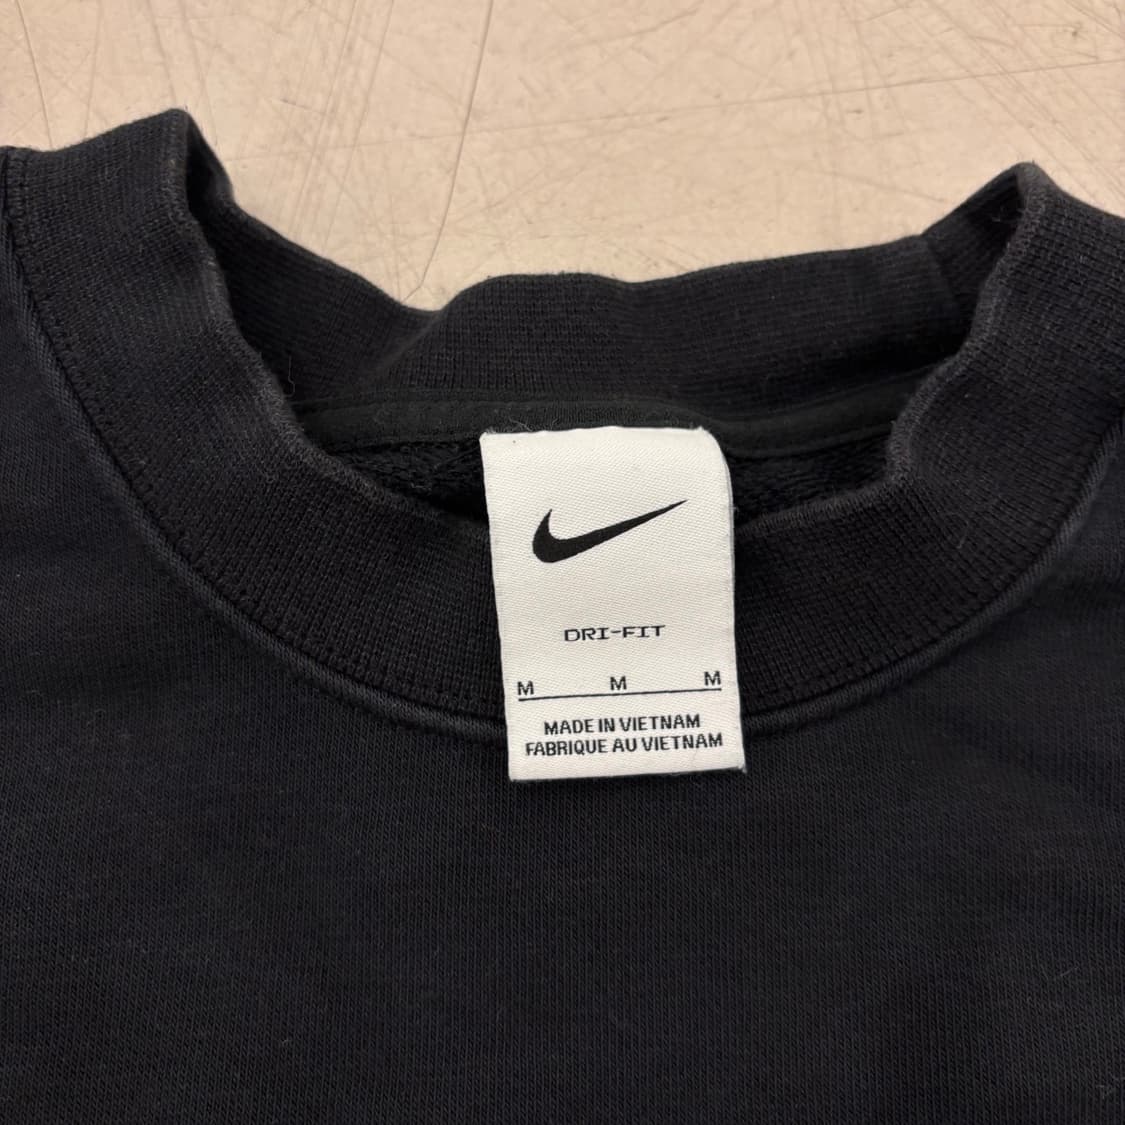 DRI-FIT
M M M
MADE IN VIETNAM
FABRIQUE AU VIETNAM